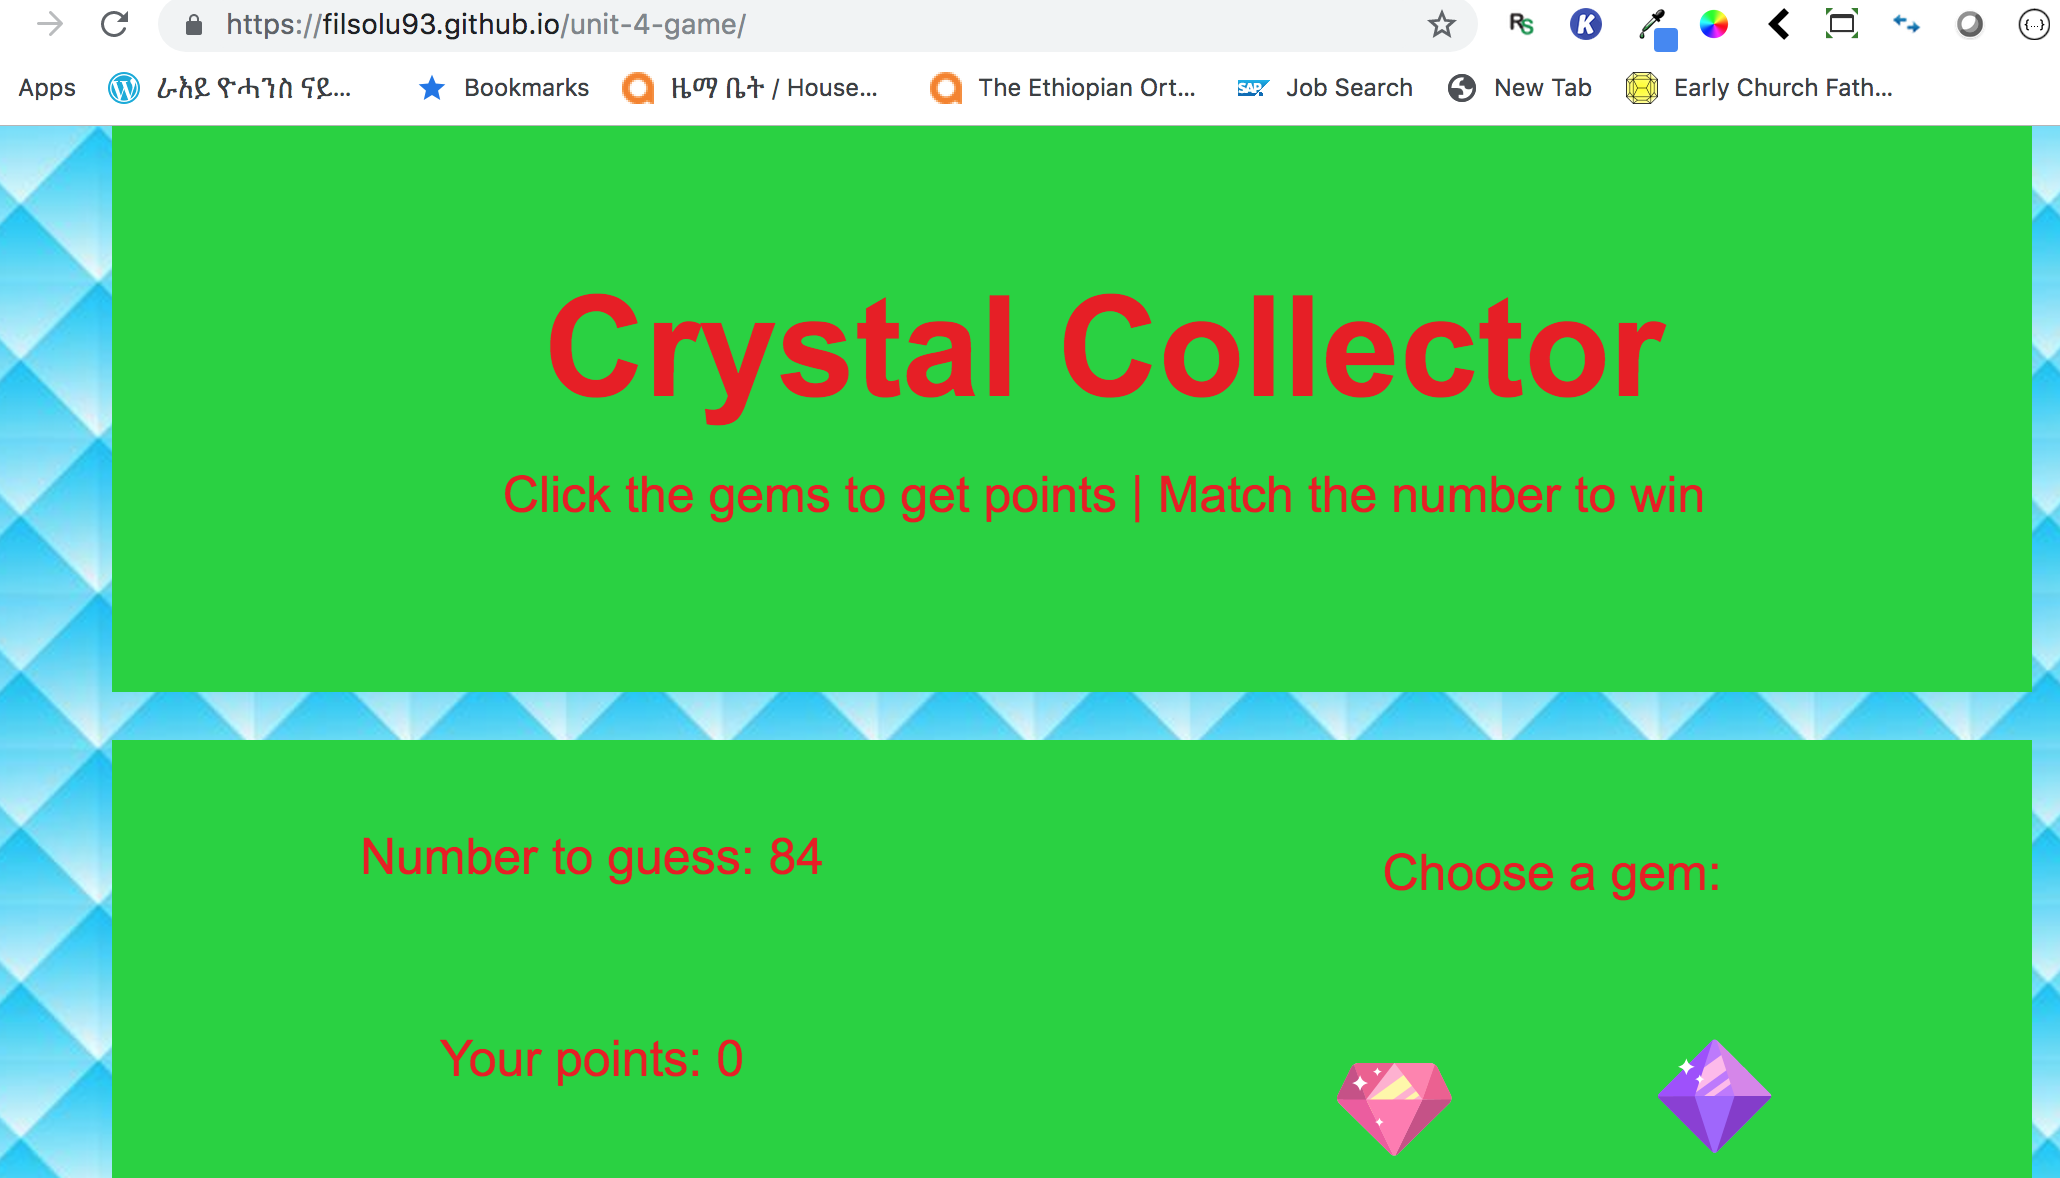 https://filsolu93.github.io/unit-4-game/
Apps ራእይ ዮሓንስ ናይ... Bookmarks ዜማ ቤት / House... The Ethiopian Ort... SAP Job Search New Tab Early Church Fath...
Crystal Collector
Click the gems to get points | Match the number to win
Number to guess: 84
Choose a gem:
Your points: 0